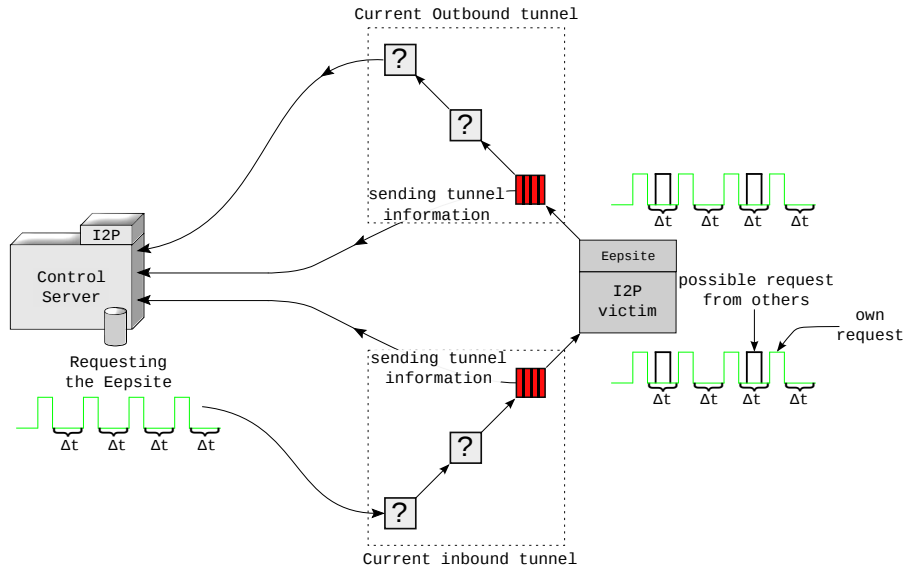 Current Outbound tunnel
?
?
sending tunnel
information
Δt
Δt
Δt
Δt
I2P
Control
Server
Eepsite
I2P
victim
possible request
from others
own
request
Requesting
the Eepsite
sending tunnel
information
Δt
Δt
Δt
Δt
Δt
Δt
Δt
Δt
?
?
Current inbound tunnel